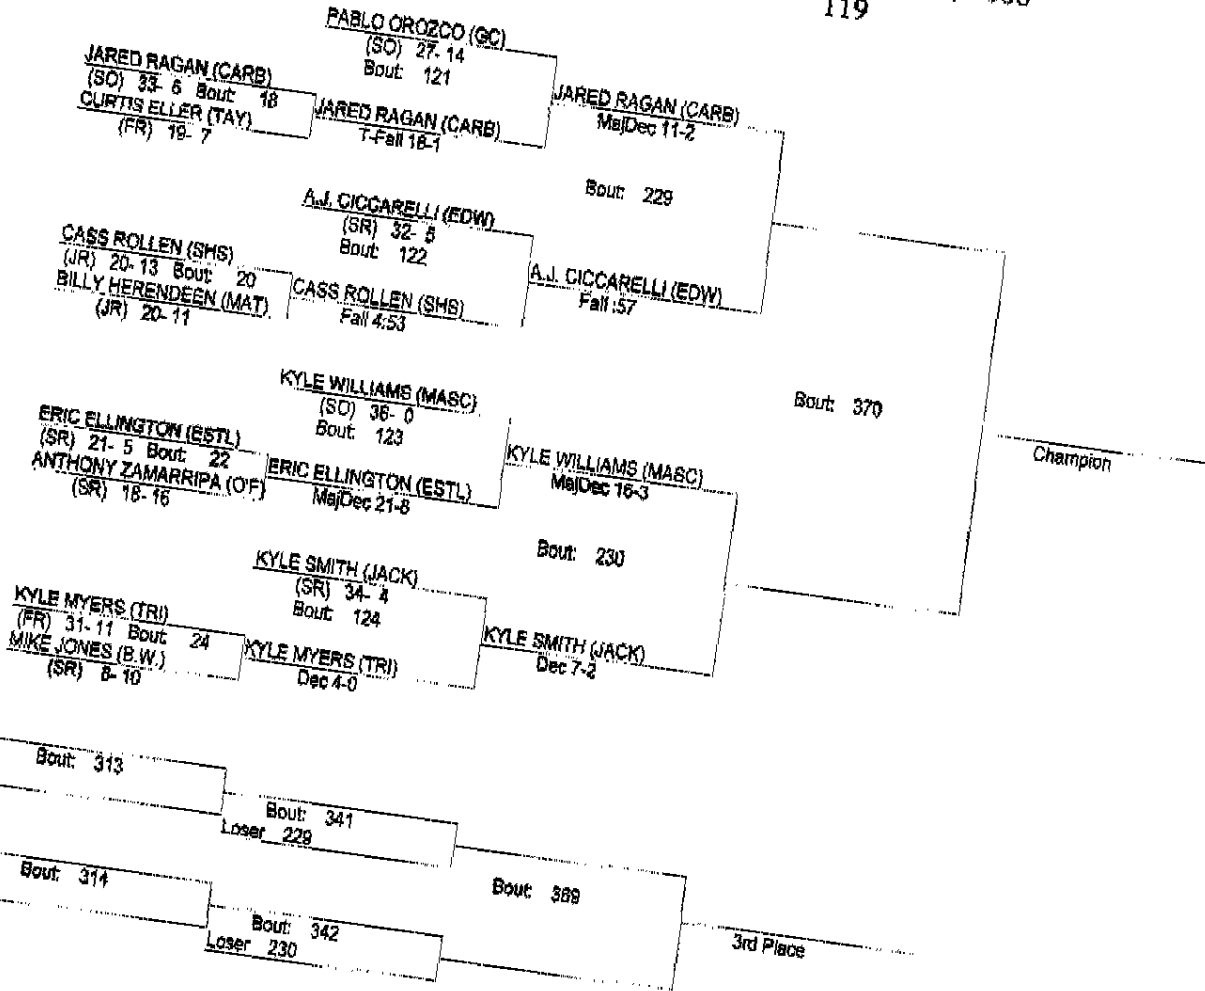 119
PABLO OROZCO (GC)
(SO) 27- 14
Bout: 121
JARED RAGAN (CARB)
(SO) 33- 6 Bout: 18
CURTIS ELLER (TAY)
(FR) 19- 7
JARED RAGAN (CARB)
T-Fall 16-1
JARED RAGAN (CARB)
MajDec 11-2
Bout: 229
A.J. CICCARELLI (EDW)
(SR) 32- 5
Bout: 122
CASS ROLLEN (SHS)
(JR) 20- 13 Bout: 20
BILLY HERENDEEN (MAT)
(JR) 20- 11
CASS ROLLEN (SHS)
Fall 4:53
A.J. CICCARELLI (EDW)
Fall :57
Bout: 370
Champion
KYLE WILLIAMS (MASC)
(SO) 36- 0
Bout: 123
ERIC ELLINGTON (ESTL)
(SR) 21- 5 Bout: 22
ANTHONY ZAMARRIPA (O'F)
(SR) 18- 16
ERIC ELLINGTON (ESTL)
MajDec 21-8
KYLE WILLIAMS (MASC)
MajDec 16-3
Bout: 230
KYLE SMITH (JACK)
(SR) 34- 4
Bout: 124
KYLE MYERS (TRI)
(FR) 31- 11 Bout: 24
MIKE JONES (B.W.)
(SR) 8- 10
KYLE MYERS (TRI)
Dec 4-0
KYLE SMITH (JACK)
Dec 7-2
Bout: 313
Bout: 341
Loser 229
Bout: 314
Bout: 342
Loser 230
Bout: 369
3rd Place